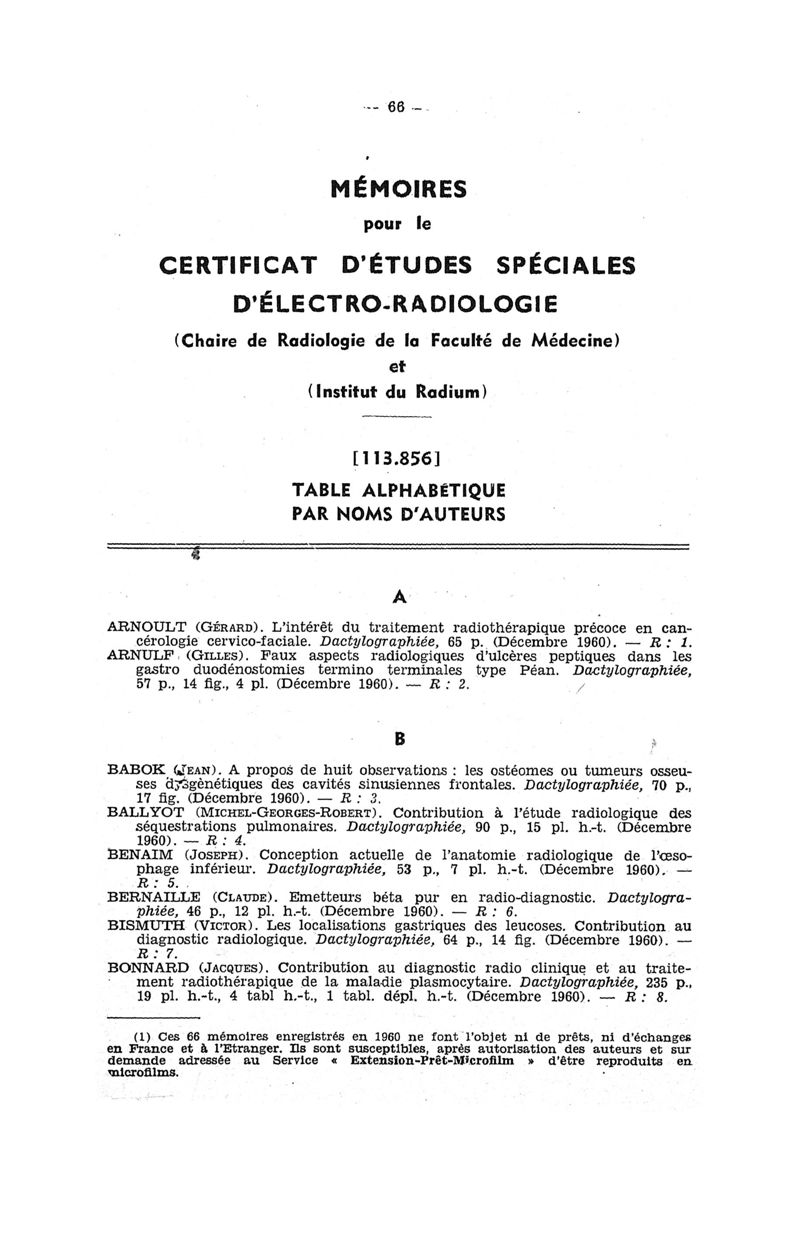 — 66 —
MÉMOIRES
pour le
CERTIFICAT D'ÉTUDES SPÉCIALES
D'ÉLECTRO-RADIOLOGIE
(Chaire de Radiologie de la Faculté de Médecine)
et
(Institut du Radium)
[113.856]
TABLE ALPHABÉTIQUE
PAR NOMS D'AUTEURS
A
ARNOULT (GÉRARD). L'intérêt du traitement radiothérapique précoce en can-
cérologie cervico-faciale. Dactylographiée, 65 p. (Décembre 1960). — R : 1.
ARNULF (GILLES). Faux aspects radiologiques d'ulcères peptiques dans les
gastro duodénostomies termino terminales type Péan. Dactylographiée,
57 p., 14 fig., 4 pl. (Décembre 1960). — R : 2.
B
BABOK (JEAN). A propos de huit observations : les ostéomes ou tumeurs osseu-
ses dysgènétiques des cavités sinusiennes frontales. Dactylographiée, 70 p.,
17 fig. (Décembre 1960). — R : 3.
BALLYOT (MICHEL-GEORGES-ROBERT). Contribution à l'étude radiologique des
séquestrations pulmonaires. Dactylographiée, 90 p., 15 pl. h.-t. (Décembre
1960). — R : 4.
BENAIM (JOSEPH). Conception actuelle de l'anatomie radiologique de l'œso-
phage inférieur. Dactylographiée, 53 p., 7 pl. h.-t. (Décembre 1960). —
R : 5.
BERNAILLE (CLAUDE). Emetteurs béta pur en radio-diagnostic. Dactylogra-
phiée, 46 p., 12 pl. h.-t. (Décembre 1960). — R : 6.
BISMUTH (VICTOR). Les localisations gastriques des leucoses. Contribution au
diagnostic radiologique. Dactylographiée, 64 p., 14 fig. (Décembre 1960). —
R : 7.
BONNARD (JACQUES). Contribution au diagnostic radio clinique et au traite-
ment radiothérapique de la maladie plasmocytaire. Dactylographiée, 235 p.,
19 pl. h.-t., 4 tabl h.-t., 1 tabl. dépl. h.-t. (Décembre 1960). — R : 8.
(1) Ces 66 mémoires enregistrés en 1960 ne font l'objet ni de prêts, ni d'échanges
en France et à l'Etranger. Ils sont susceptibles, après autorisation des auteurs et sur
demande adressée au Service « Extension-Prêt-Microfilm » d'être reproduits en
microfilms.